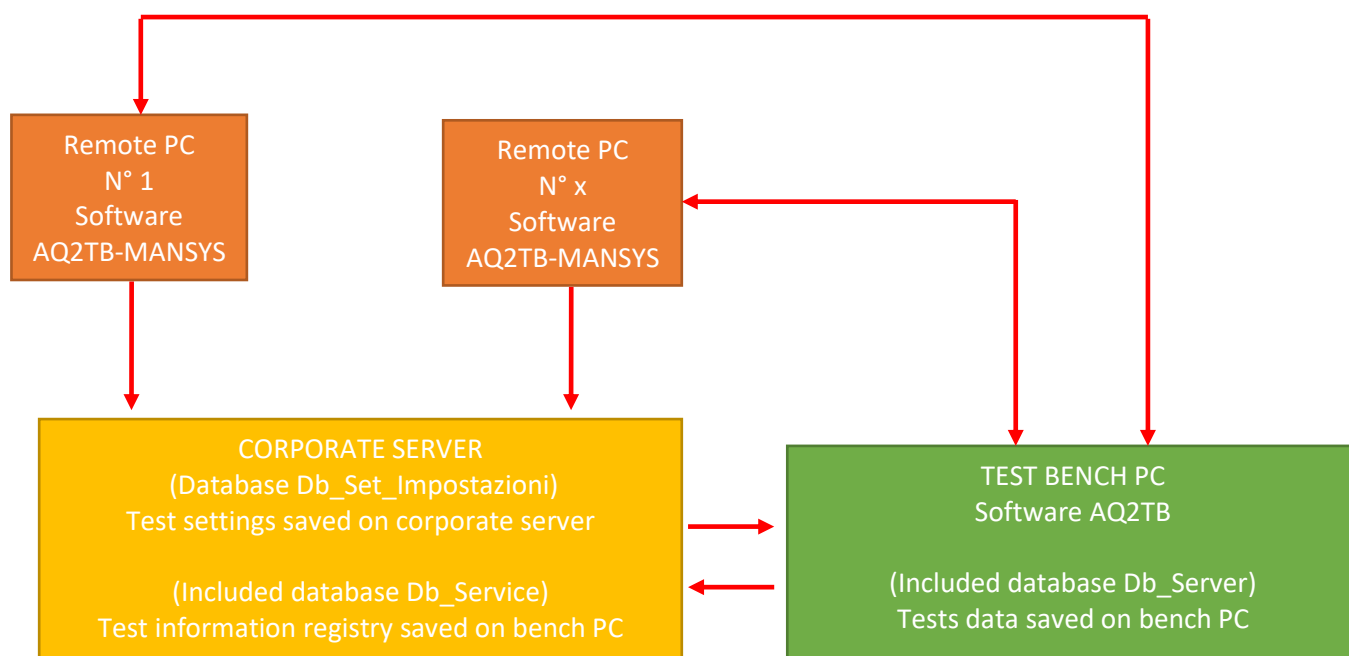 Remote PC
N° 1
Software
AQ2TB-MANSYS
Remote PC
N° x
Software
AQ2TB-MANSYS
CORPORATE SERVER
(Database Db_Set_Impostazioni)
Test settings saved on corporate server
(Included database Db_Service)
Test information registry saved on bench PC
TEST BENCH PC
Software AQ2TB
(Included database Db_Server)
Tests data saved on bench PC